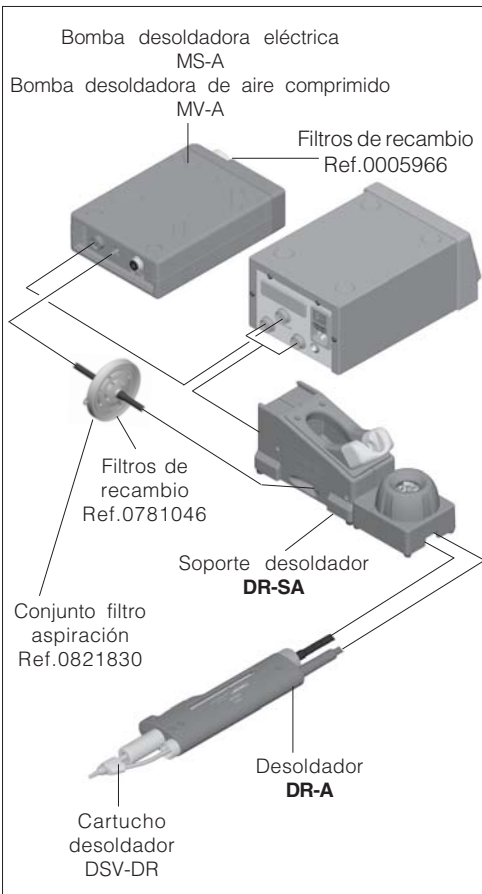 Bomba desoldadora eléctrica
MS-A
Bomba desoldadora de aire comprimido
MV-A
Filtros de recambio
Ref.0005966
Filtros de
recambio
Ref.0781046
Soporte desoldador
DR-SA
Conjunto filtro
aspiración
Ref.0821830
Desoldador
DR-A
Cartucho
desoldador
DSV-DR